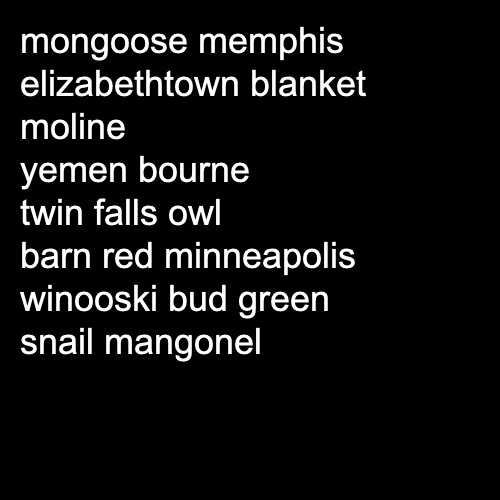 mongoose memphis
elizabethtown blanket
moline
yemen bourne
twin falls owl
barn red minneapolis
winooski bud green
snail mangonel